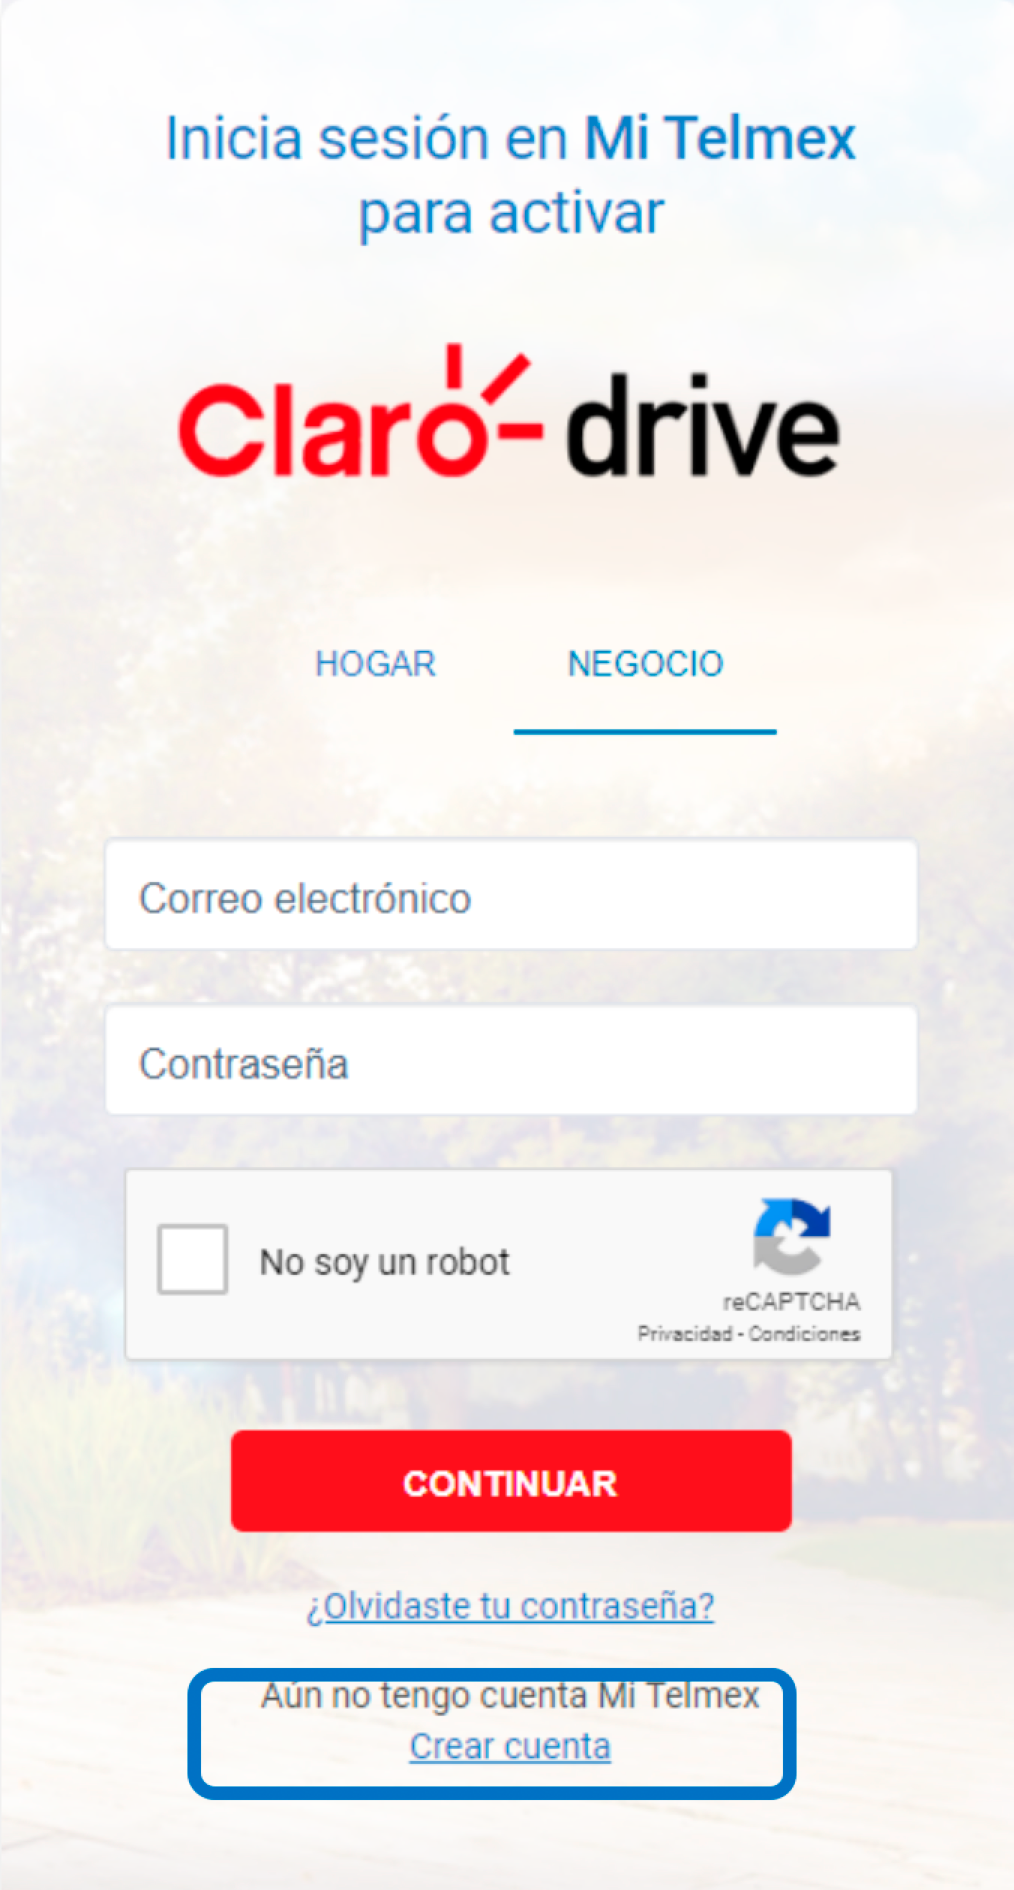 Inicia sesión en Mi Telmex
para activar
Claro drive
HOGAR NEGOCIO
Correo electrónico
Contraseña
No soy un robot
reCAPTCHA
Privacidad - Condiciones
CONTINUAR
¿Olvidaste tu contraseña?
Aún no tengo cuenta Mi Telmex
Crear cuenta